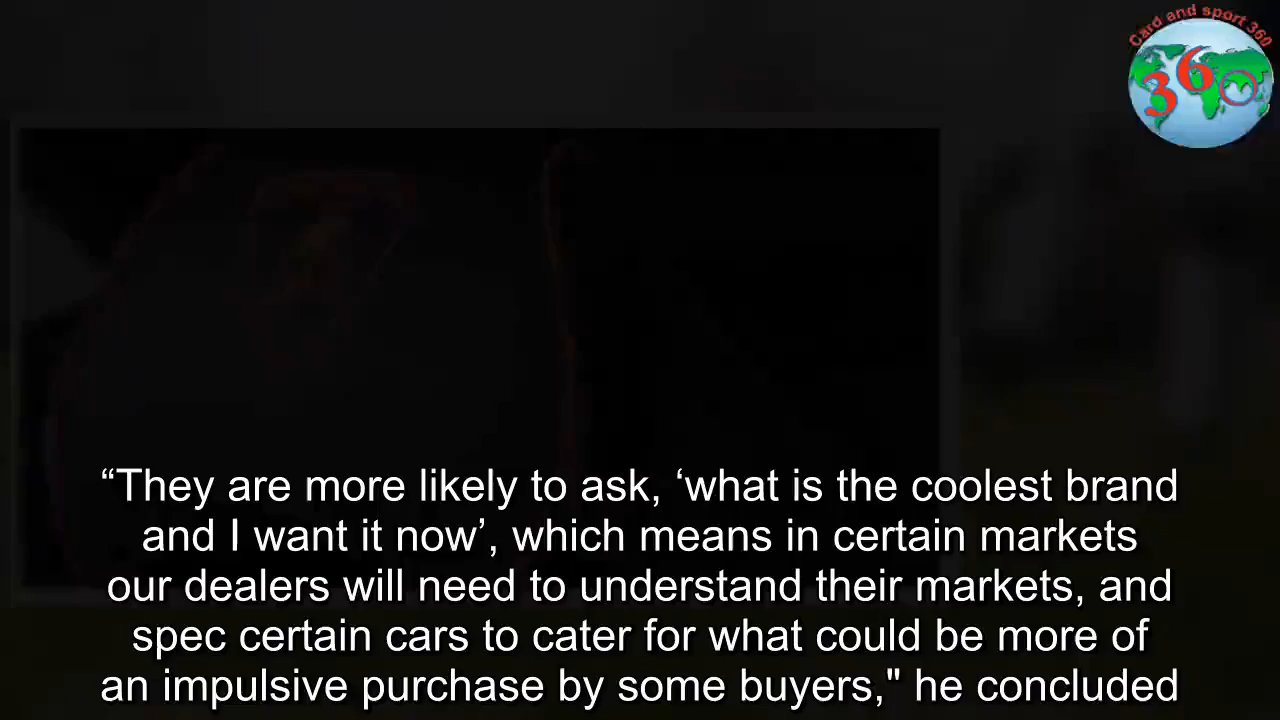 Card and sport 360
360
“They are more likely to ask, ‘what is the coolest brand
and I want it now’, which means in certain markets
our dealers will need to understand their markets, and
spec certain cars to cater for what could be more of
an impulsive purchase by some buyers," he concluded